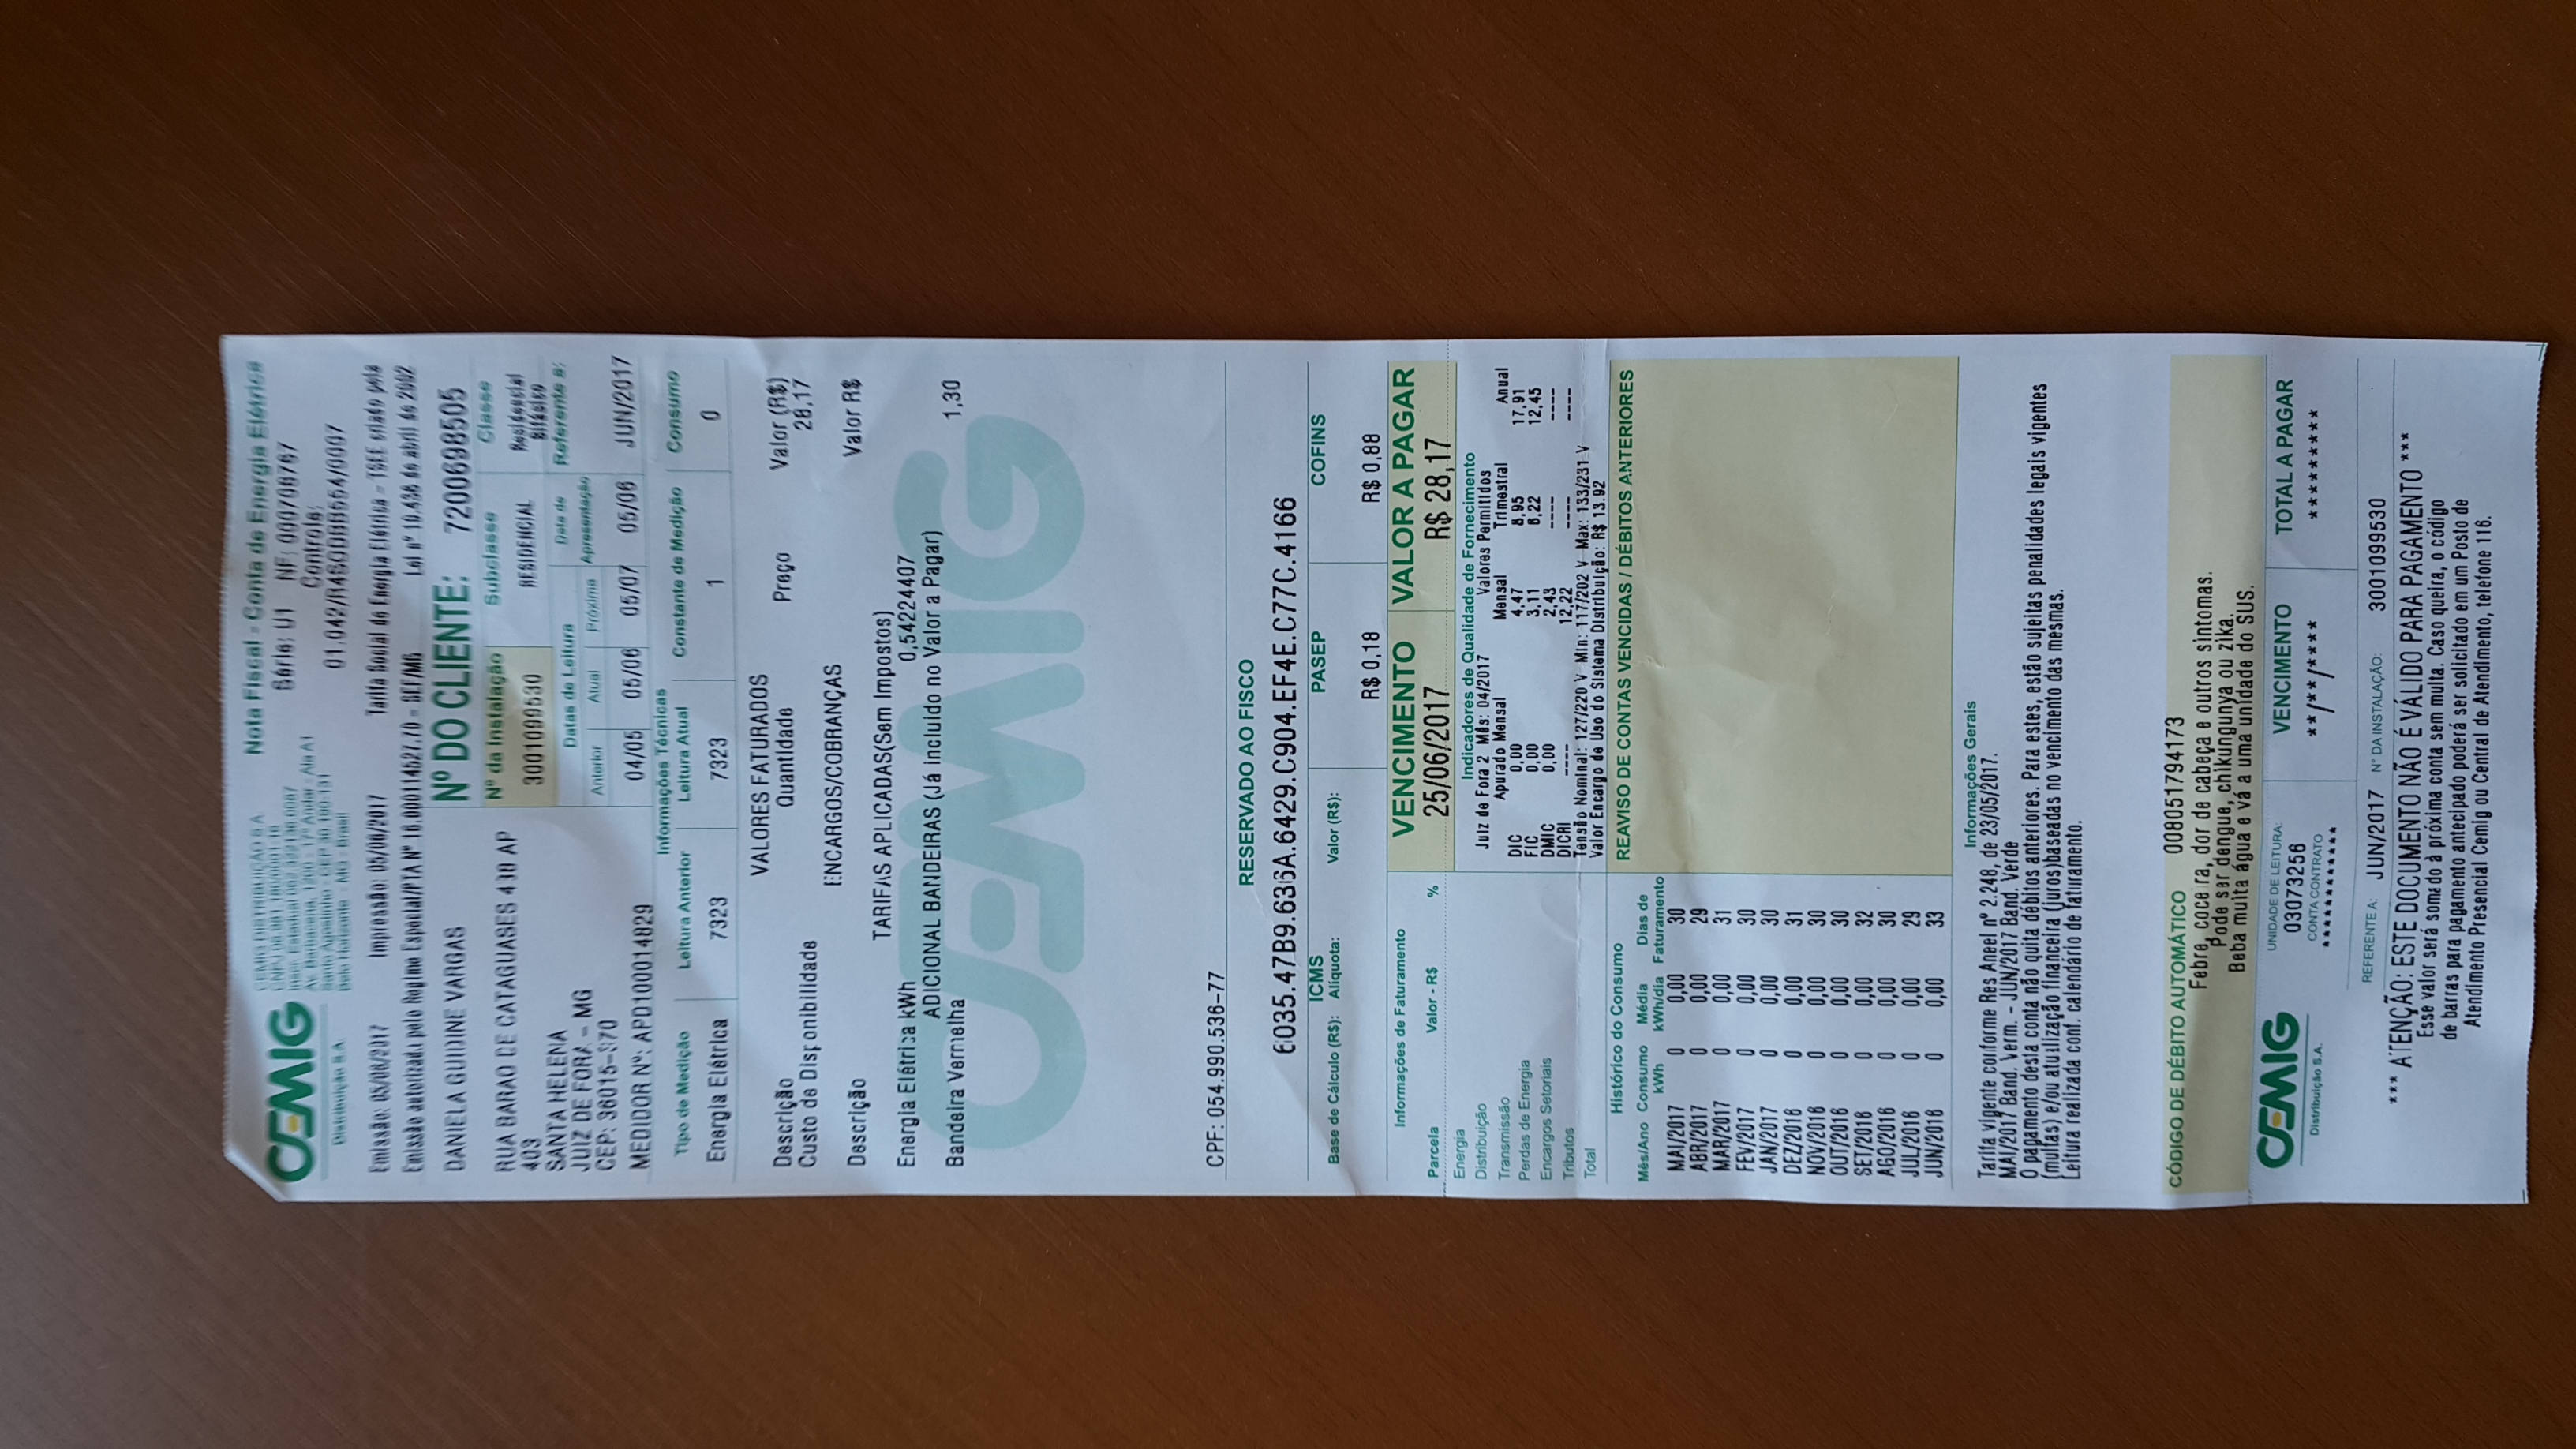 CEMIG
Distribuição S.A.
CEMIG DISTRIBUIÇÃO S.A.
CNPJ 06.981.180/0001-16
Insc. Estadual 062.322136.0087
Av. Barbacena, 1200 - 17º Andar - Ala A1
Santo Agostinho - CEP 30.190-131
Belo Horizonte - MG - Brasil
Nota Fiscal - Conta de Energia Elétrica
Série: U1 NF: 000706767
Controle:
Emissão: 05/06/2017 Impressão: 05/06/2017 Tarifa Social de Energia Elétrica - TSEE criada pela
Emissão autorizada pelo Regime Especial/PTA Nº 16.000114527.70 - SEF/MG Lei nº 10.438 de abril de 2002
DANIELA GUIDINE VARGAS
Nº DO CLIENTE: 7200698505
RUA BARAO DE CATAGUASES 430 AP
403
SANTA HELENA
JUIZ DE FORA - MG
CEP: 36015-370
MEDIDOR Nº: APD100014829
Nº da Instalação Subclasse Classe
3001099530 RESIDENCIAL Residencial
Bifásico
Datas de Leitura Data de Referente a:
Anterior Atual Próxima Apresentação
04/05 05/06 05/07 05/06 JUN/2017
Informações Técnicas
Tipo de Medição Leitura Anterior Leitura Atual Constante de Medição Consumo
Energia Elétrica 7323 7323 1 0
VALORES FATURADOS
Descrição Quantidade Preço Valor (R$)
Custo de Disponibilidade 28,17
ENCARGOS/COBRANÇAS
Descrição Valor R$
TARIFAS APLICADAS(Sem Impostos)
Energia Elétrica kWh 0,54224407
ADICIONAL BANDEIRAS (Já incluído no Valor a Pagar)
Bandeira Vermelha 1,30
CEMIG
CPF: 054.990.536-77
RESERVADO AO FISCO
6035.47B9.636A.6429.C904.EF4E.C77C.4166
ICMS PASEP COFINS
Base de Cálculo (R$): Alíquota: Valor (R$):
R$ 0,18 R$ 0,88
Informações de Faturamento
Parcela Valor - R$ %
Energia
Distribuição
Transmissão
Perdas de Energia
Encargos Setoriais
Tributos
Total
VENCIMENTO VALOR A PAGAR
25/06/2017 R$ 28,17
Indicadores de Qualidade de Fornecimento
Juiz de Fora 2 Mês: 04/2017 Valores Permitidos
Apurado Mensal Mensal Trimestral Anual
DIC 0,00 4,47 8,95 17,91
FIC 0,00 3,11 6,22 12,45
DMIC 0,00 2,43 ---- ----
DICRI ---- 12,22 ---- ----
Tensão Nominal: 127/220 V Min: 117/202 V Max: 133/231 V
Valor Encargo de Uso do Sistema Distribuição: R$ 13,92
Histórico do Consumo
Mês/Ano Consumo kWh Média kWh/dia Dias de Faturamento
MAI/2017 0 0,00 30
ABR/2017 0 0,00 29
MAR/2017 0 0,00 31
FEV/2017 0 0,00 30
JAN/2017 0 0,00 30
DEZ/2016 0 0,00 31
NOV/2016 0 0,00 30
OUT/2016 0 0,00 30
SET/2016 0 0,00 32
AGO/2016 0 0,00 30
JUL/2016 0 0,00 29
JUN/2016 0 0,00 33
REAVISO DE CONTAS VENCIDAS / DÉBITOS ANTERIORES
Informações Gerais
Tarifa vigente conforme Res Aneel nº 2.248, de 23/05/2017.
MAI/2017 Band. Verm. - JUN/2017 Band. Verde
O pagamento desta conta não quita débitos anteriores. Para estes, estão sujeitas penalidades legais vigentes
(multas) e/ou atualização financeira (juros)baseadas no vencimento das mesmas.
Leitura realizada conf. calendário de faturamento.
CÓDIGO DE DÉBITO AUTOMÁTICO 008051794173
Febre, coceira, dor de cabeça e outros sintomas.
Pode ser dengue, chikungunya ou zika.
Beba muita água e vá a uma unidade do SUS.
CEMIG
Distribuição S.A.
UNIDADE DE LEITURA:
03073256
CONTA CONTRATO
************
VENCIMENTO
**/**/****
TOTAL A PAGAR
*********
REFERENTE A: JUN/2017 Nº DA INSTALAÇÃO: 3001099530
*** ATENÇÃO: ESTE DOCUMENTO NÃO É VÁLIDO PARA PAGAMENTO ***
Esse valor será somado à próxima conta sem multa. Caso queira, o código
de barras para pagamento antecipado poderá ser solicitado em um Posto de
Atendimento Presencial Cemig ou Central de Atendimento, telefone 116.